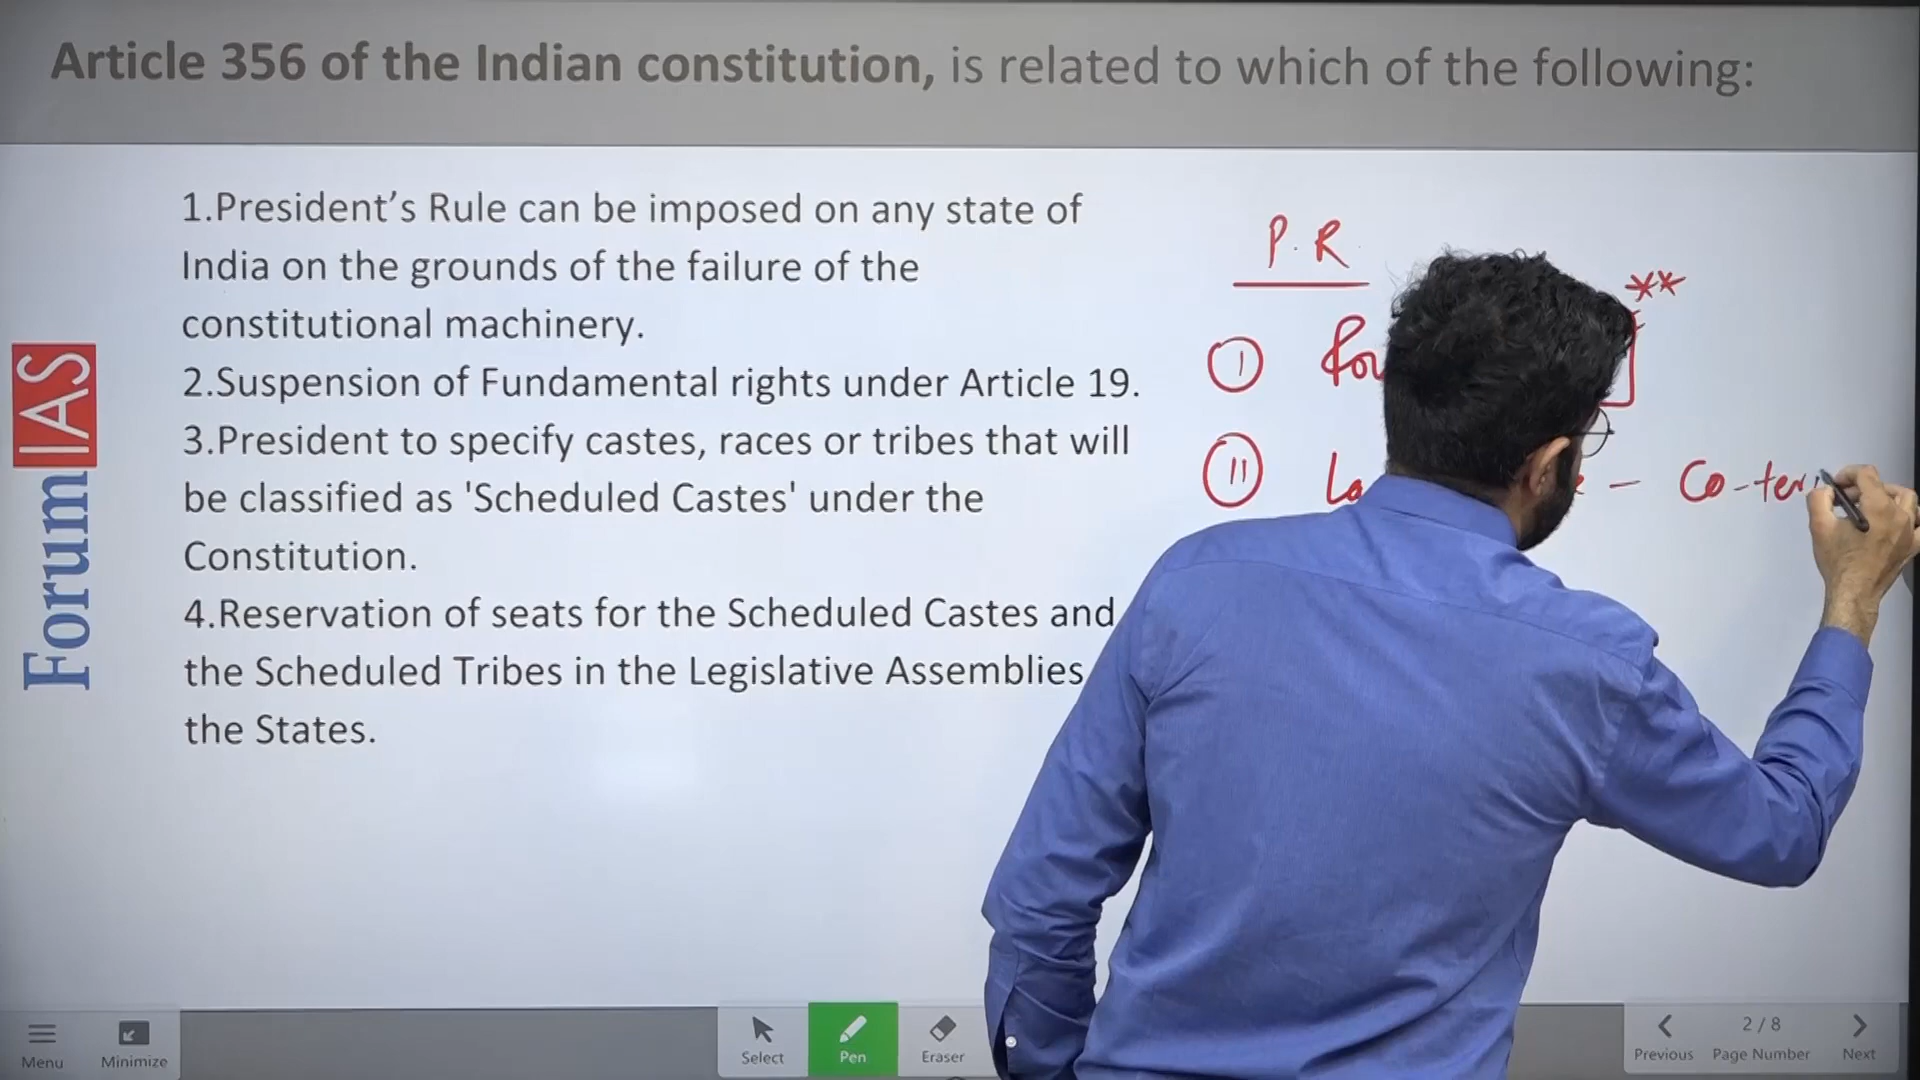 Article 356 of the Indian constitution, is related to which of the following:
1.President’s Rule can be imposed on any state of
India on the grounds of the failure of the
constitutional machinery.
2.Suspension of Fundamental rights under Article 19.
3.President to specify castes, races or tribes that will
be classified as 'Scheduled Castes' under the
Constitution.
4.Reservation of seats for the Scheduled Castes and
the Scheduled Tribes in the Legislative Assemblies
the States.
P.R
**
I
II
Forum IAS
Menu
Minimize
Select
Pen
Eraser
Previous
2 / 8
Page Number
Next